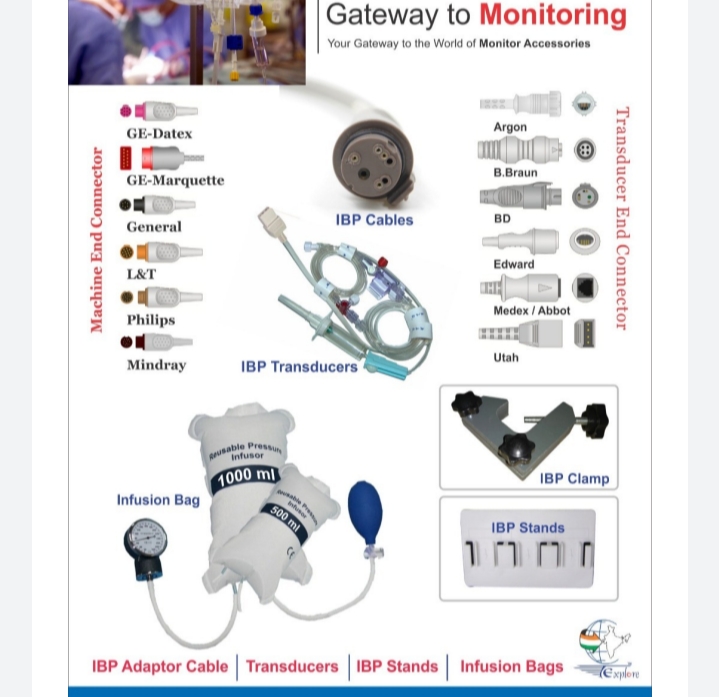 Gateway to Monitoring
Your Gateway to the World of Monitor Accessories
Machine End Connector
GE-Datex
GE-Marquette
General
L&T
Philips
Mindray
IBP Cables
IBP Transducers
Argon
B.Braun
BD
Edward
Medex / Abbot
Utah
Transducer End Connector
Infusion Bag
Reusable Pressure
Infusor
1000 ml
Reusable Pressure
Infusor
500 ml
IBP Clamp
IBP Stands
IBP Adaptor Cable | Transducers | IBP Stands | Infusion Bags
Explore